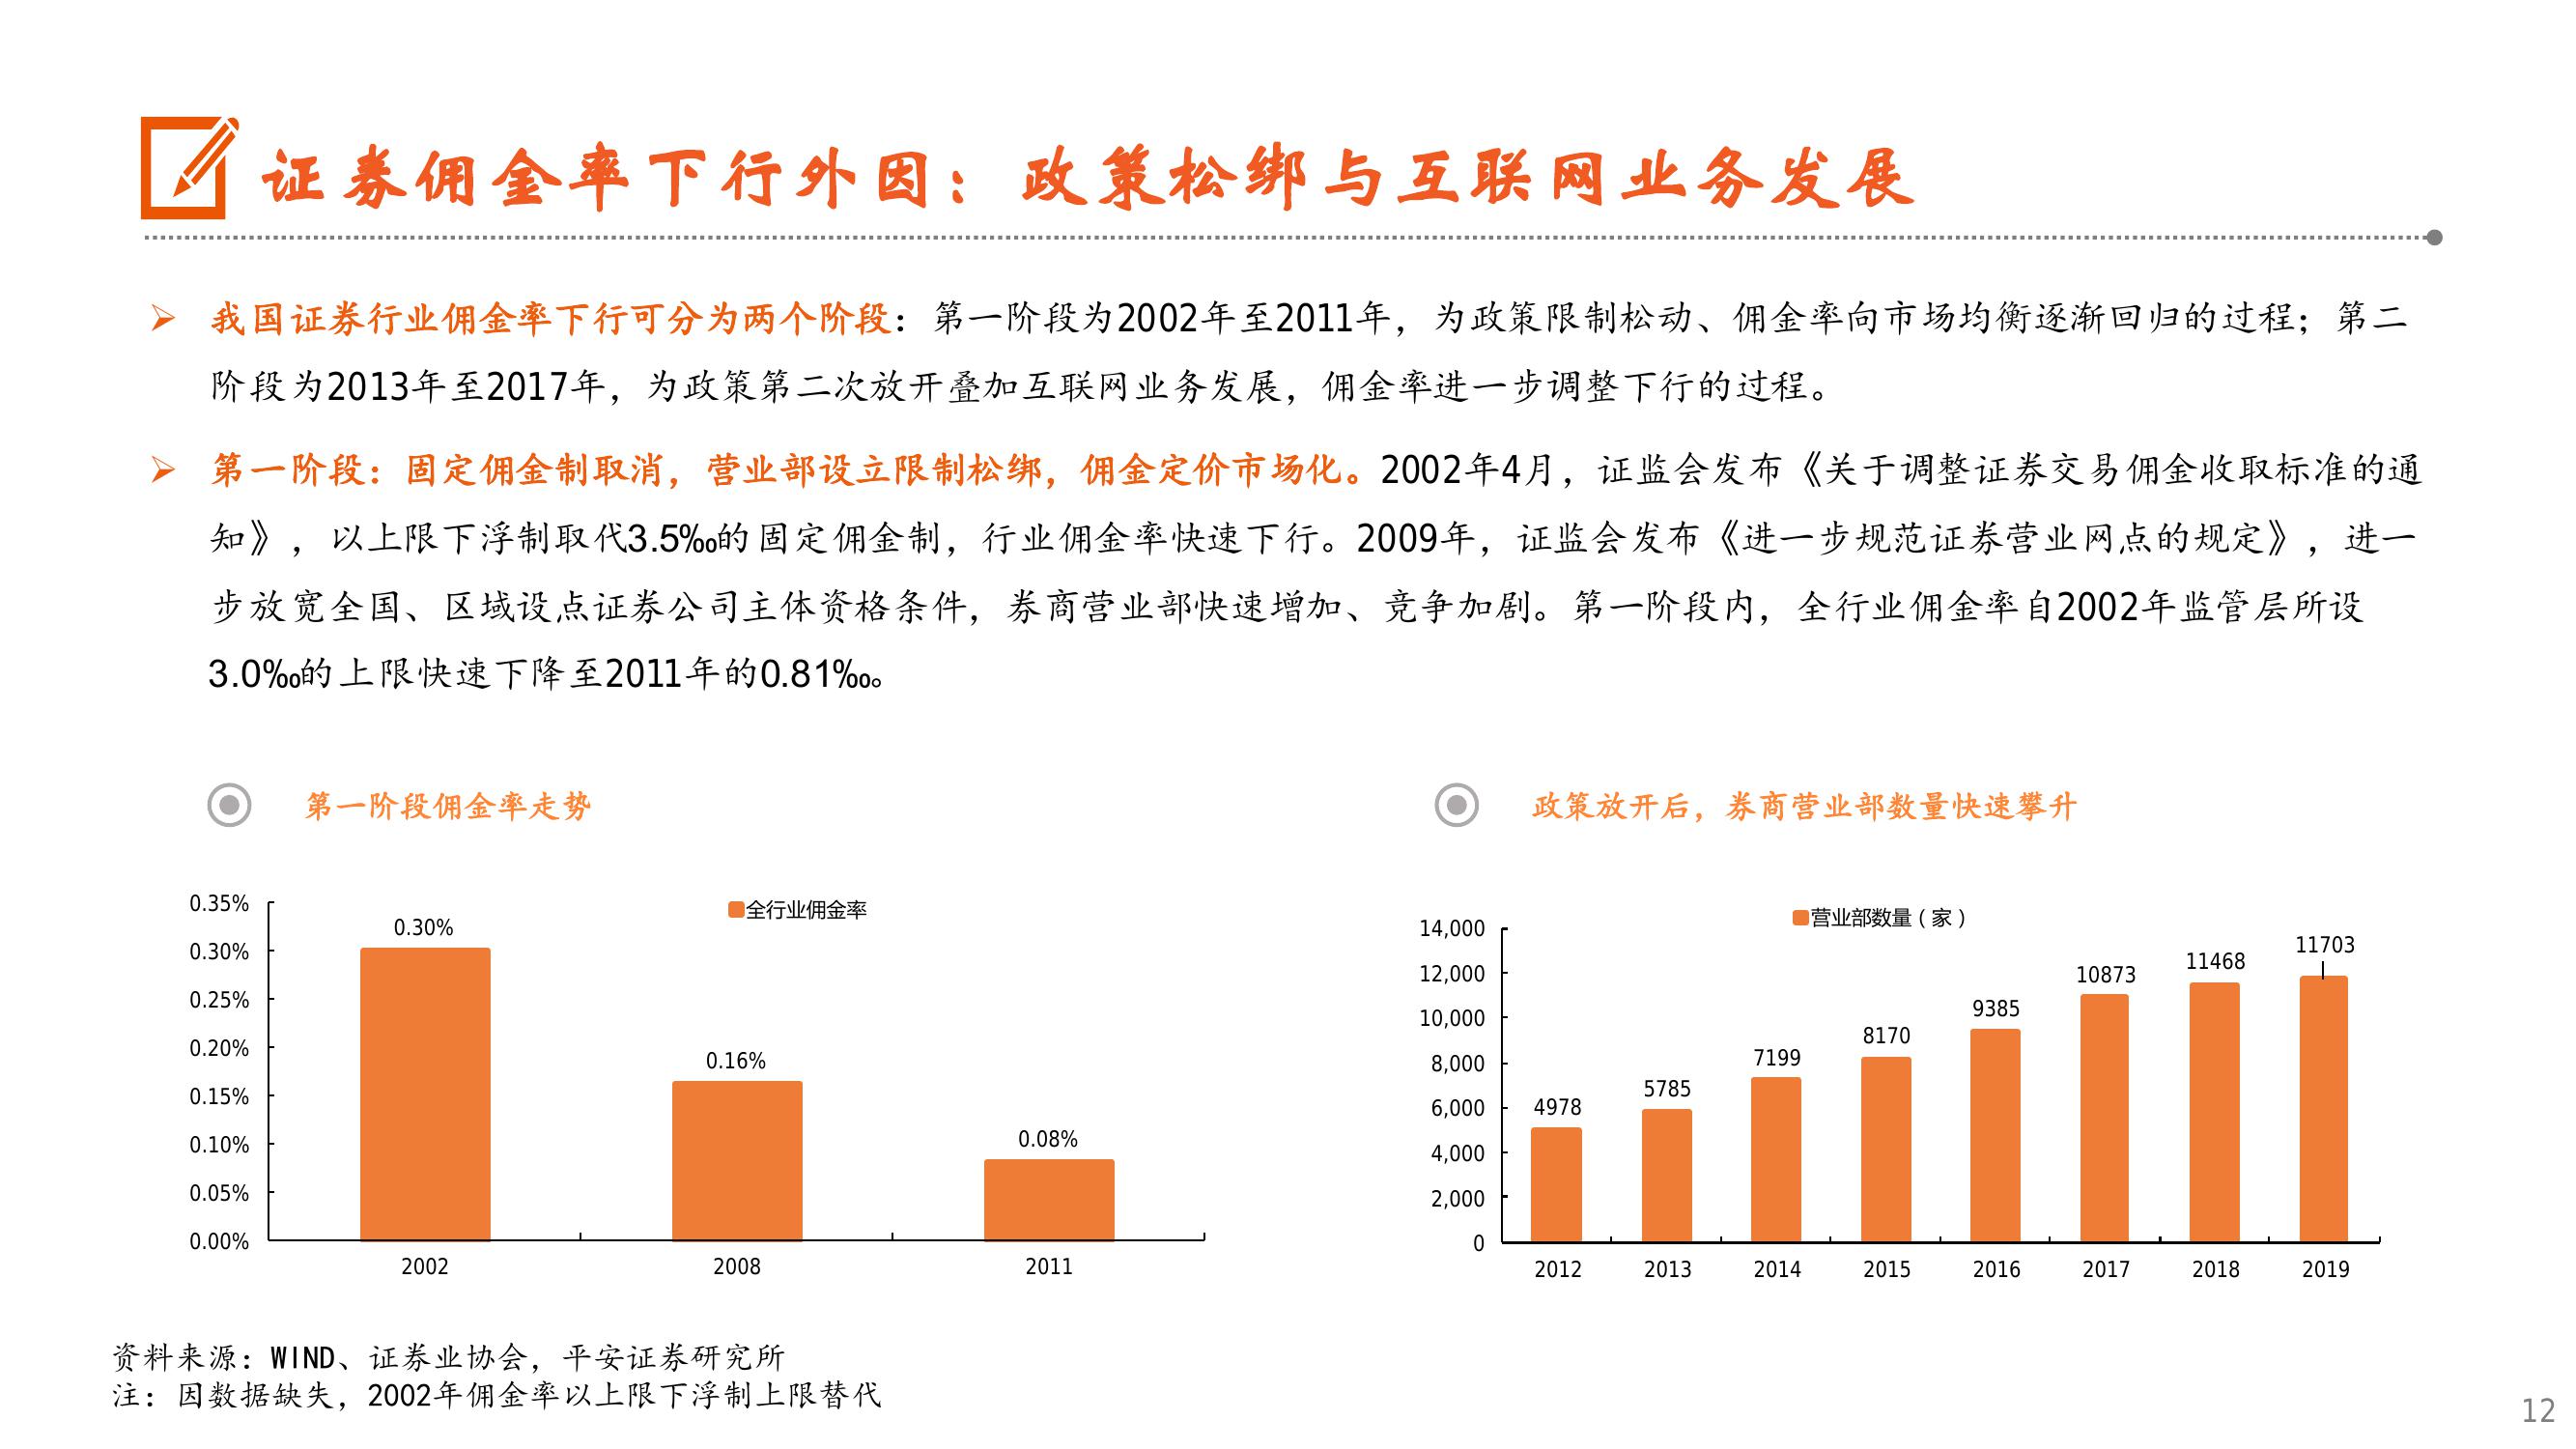 证券佣金率下行外因：政策松绑与互联网业务发展
我国证券行业佣金率下行可分为两个阶段：第一阶段为2002年至2011年，为政策限制松动、佣金率向市场均衡逐渐回归的过程；第二
阶段为2013年至2017年，为政策第二次放开叠加互联网业务发展，佣金率进一步调整下行的过程。
第一阶段：固定佣金制取消，营业部设立限制松绑，佣金定价市场化。2002年4月，证监会发布《关于调整证券交易佣金收取标准的通
知》，以上限下浮制取代3.5‰的固定佣金制，行业佣金率快速下行。2009年，证监会发布《进一步规范证券营业网点的规定》，进一
步放宽全国、区域设点证券公司主体资格条件，券商营业部快速增加、竞争加剧。第一阶段内，全行业佣金率自2002年监管层所设
3.0‰的上限快速下降至2011年的0.81‰。
第一阶段佣金率走势
全行业佣金率
0.35%
0.30%
0.25%
0.20%
0.15%
0.10%
0.05%
0.00%
0.30%
0.16%
0.08%
2002 2008 2011
政策放开后，券商营业部数量快速攀升
营业部数量（家）
14,000
12,000
10,000
8,000
6,000
4,000
2,000
0
4978
5785
7199
8170
9385
10873
11468
11703
2012 2013 2014 2015 2016 2017 2018 2019
资料来源：WIND、证券业协会，平安证券研究所
注：因数据缺失，2002年佣金率以上限下浮制上限替代
12